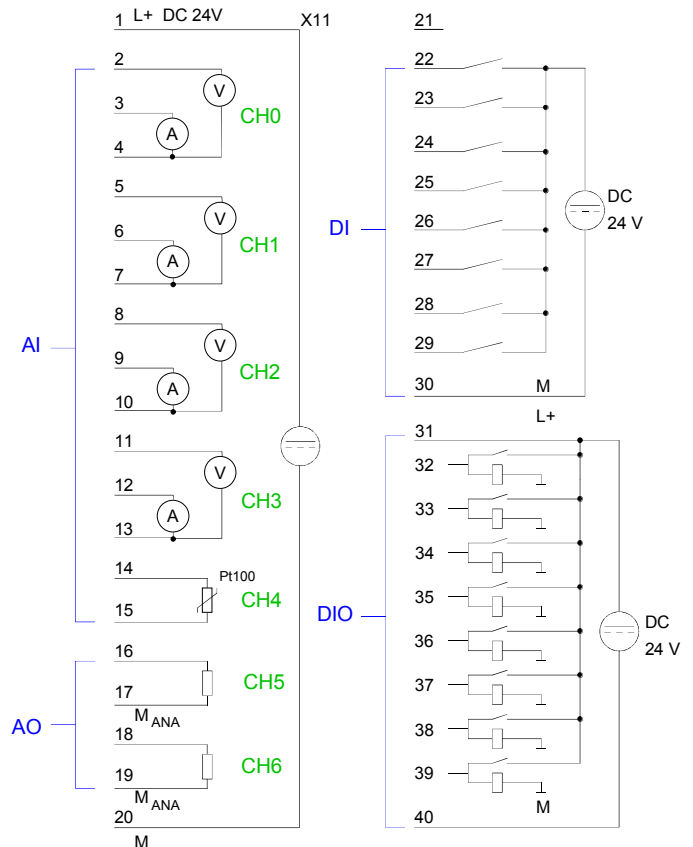 1 L+ DC 24V X11
2
V
3
CH0
A
4
5
V
6
CH1
A
7
AI
8
V
9
CH2
A
10
11
V
12
CH3
A
13
14
Pt100
CH4
15
16
CH5
17
M ANA
AO
18
CH6
19
M ANA
20
M
21
22
23
24
25
DC
DI
26
24 V
27
28
29
30 M
L+
31
32
33
34
35
DIO
DC
36
24 V
37
38
39
M
40